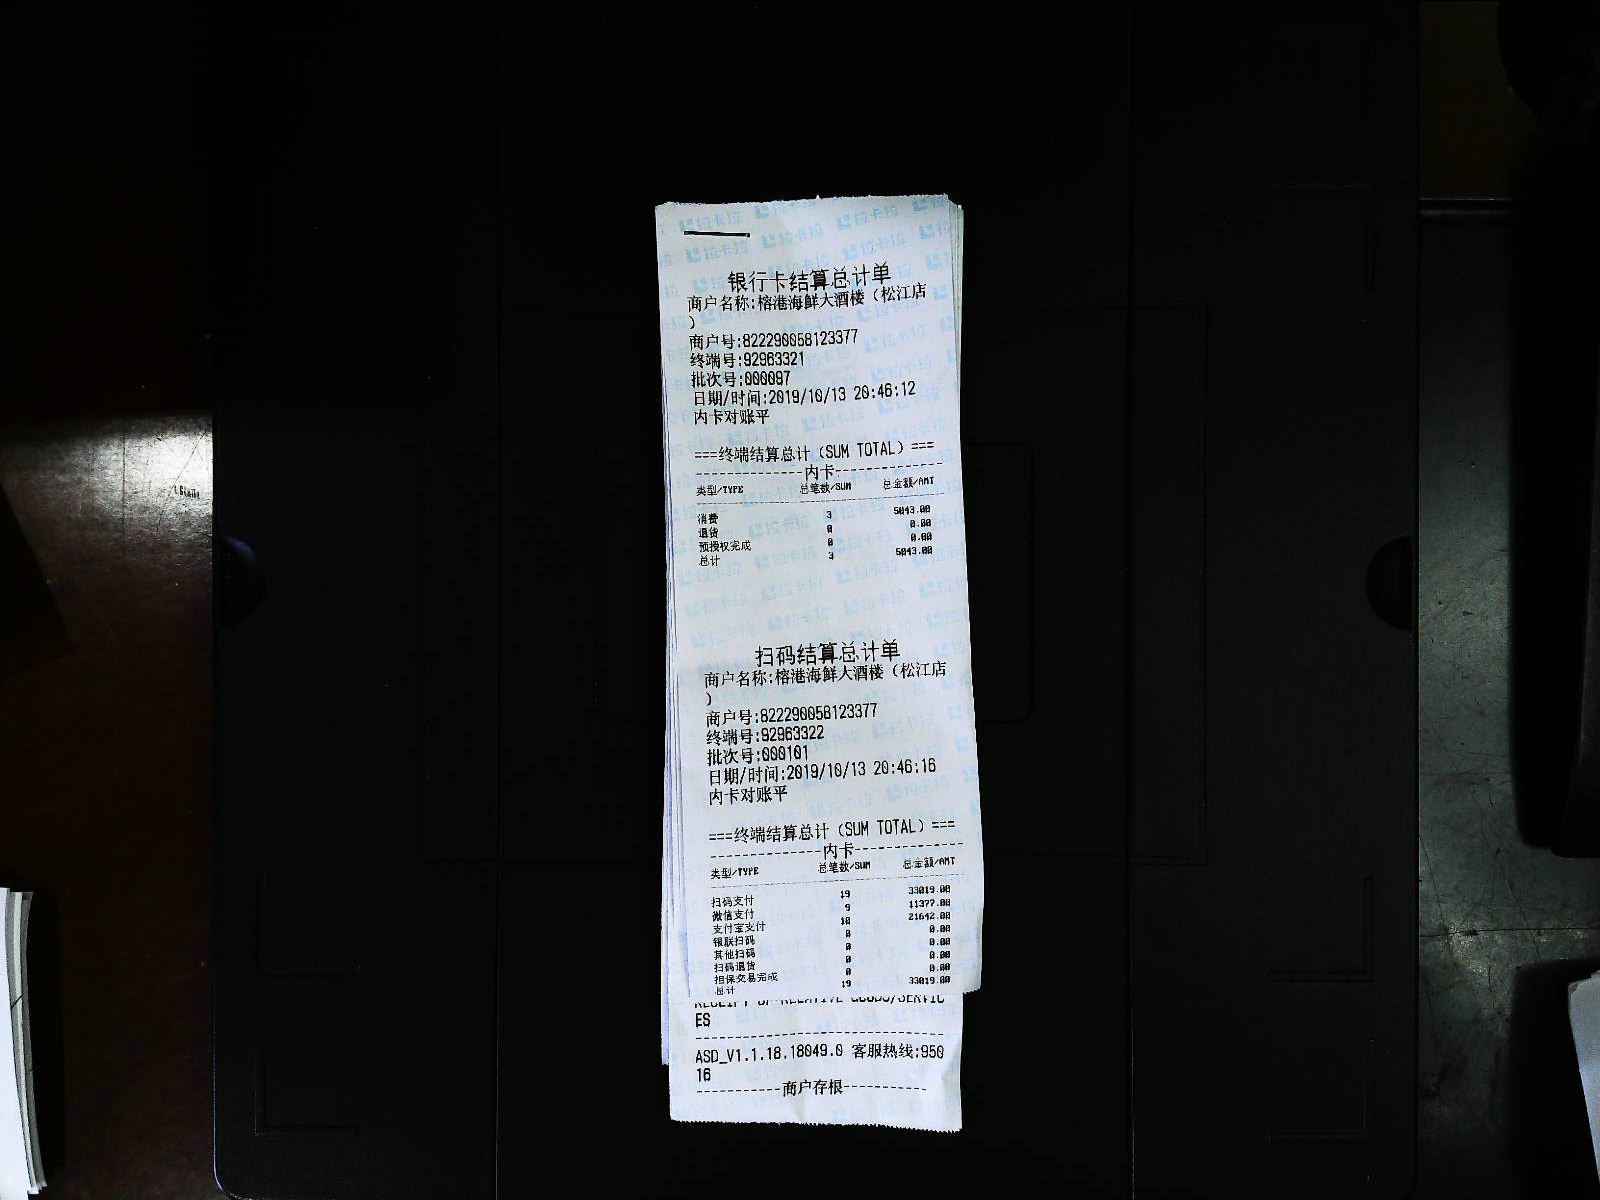 拉卡拉
银行卡结算总计单
商户名称:榕港海鲜大酒楼（松江店
）
商户号:822290058123377
终端号:92963321
批次号:000097
日期/时间:2019/10/13 20:46:12
内卡对账平
===终端结算总计（SUM TOTAL）===
---------------内卡---------------
类型/TYPE 总笔数/SUM 总金额/AMT
消费 3 5043.00
退货 0 0.00
预授权完成 0 0.00
总计 3 5043.00
扫码结算总计单
商户名称:榕港海鲜大酒楼（松江店
）
商户号:822290058123377
终端号:92963322
批次号:000101
日期/时间:2019/10/13 20:46:16
内卡对账平
===终端结算总计（SUM TOTAL）===
---------------内卡---------------
类型/TYPE 总笔数/SUM 总金额/AMT
扫码支付 19 33019.00
微信支付 9 11377.00
支付宝支付 10 21642.00
银联扫码 0 0.00
其他扫码 0 0.00
扫码退货 0 0.00
担保交易完成 0 0.00
总计 19 33019.00
RECEIPT OF RELATIVE GOODS/SERVIC
ES
ASD_V1.1.18.18049.0 客服热线:950
16
-----------商户存根-----------